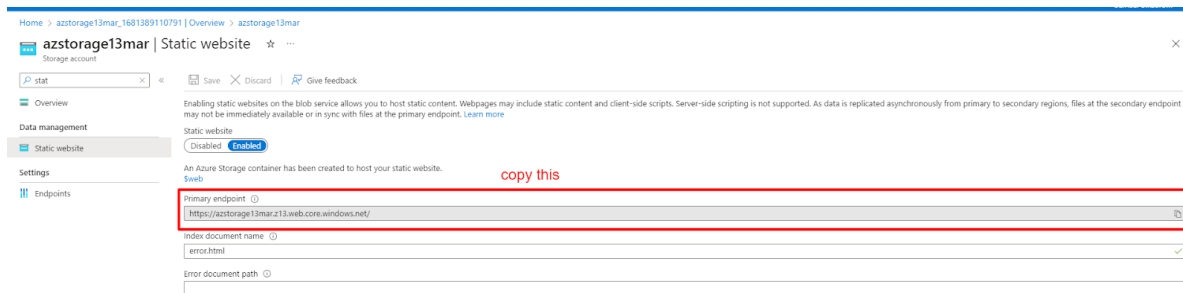 Home > azstorage13mar_1681389110791 | Overview > azstorage13mar
azstorage13mar | Static website ☆ ···
Storage account
stat × «
Save Discard Give feedback
Overview
Data management
Static website
Settings
Endpoints
Enabling static websites on the blob service allows you to host static content. Webpages may include static content and client-side scripts. Server-side scripting is not supported. As data is replicated asynchronously from primary to secondary regions, files at the secondary endpoint
may not be immediately available or in sync with files at the primary endpoint. Learn more
Static website
Disabled Enabled
An Azure Storage container has been created to host your static website.
$web
copy this
Primary endpoint
https://azstorage13mar.z13.web.core.windows.net/
Index document name
error.html
Error document path